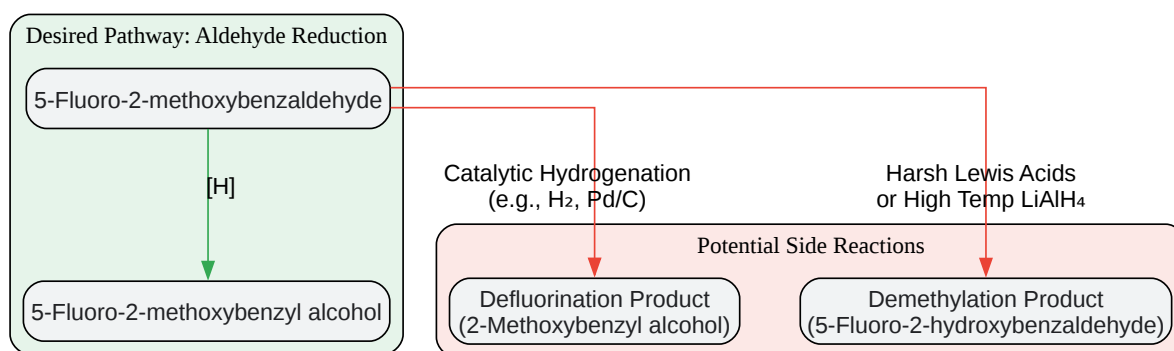 Desired Pathway: Aldehyde Reduction
5-Fluoro-2-methoxybenzaldehyde
[H]
5-Fluoro-2-methoxybenzyl alcohol
Catalytic Hydrogenation
(e.g., H₂, Pd/C)
Harsh Lewis Acids
or High Temp LiAlH₄
Potential Side Reactions
Defluorination Product
(2-Methoxybenzyl alcohol)
Demethylation Product
(5-Fluoro-2-hydroxybenzaldehyde)